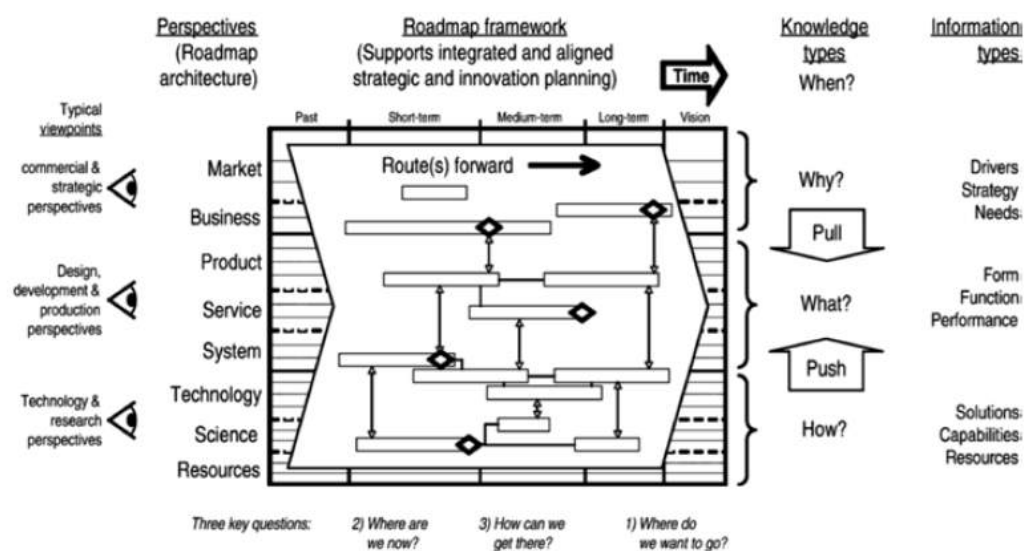 Perspectives
(Roadmap
architecture)
Roadmap framework
(Supports integrated and aligned
strategic and innovation planning)
Time
Knowledge
types
When?
Information
types
Typical
viewpoints
Past
Short-term
Medium-term
Long-term
Vision
commercial &
strategic
perspectives
Market
Business
Route(s) forward
Why?
Drivers
Strategy
Needs
Pull
Design,
development &
production
perspectives
Product
Service
System
What?
Form
Function
Performance
Push
Technology &
research
perspectives
Technology
Science
Resources
How?
Solutions
Capabilities
Resources
Three key questions:
2) Where are
we now?
3) How can we
get there?
1) Where do
we want to go?